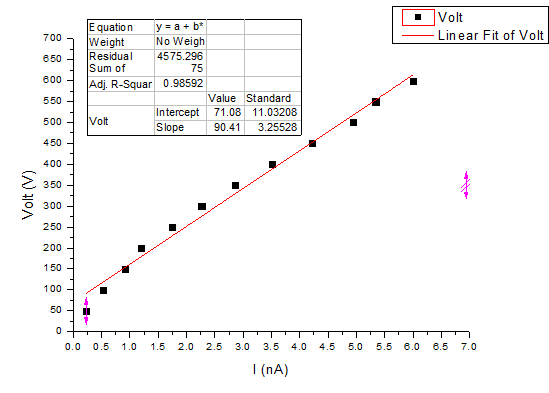 Volt
Linear Fit of Volt
Equation y = a + b*
Weight No Weigh
Residual Sum of 4575.296 75
Adj. R-Squar 0.98592
Value Standard
Volt Intercept 71.08 11.03208
Slope 90.41 3.25528
700
650
600
550
500
450
400
350
300
250
200
150
100
50
0
Volt (V)
0.0 0.5 1.0 1.5 2.0 2.5 3.0 3.5 4.0 4.5 5.0 5.5 6.0 6.5 7.0
I (nA)